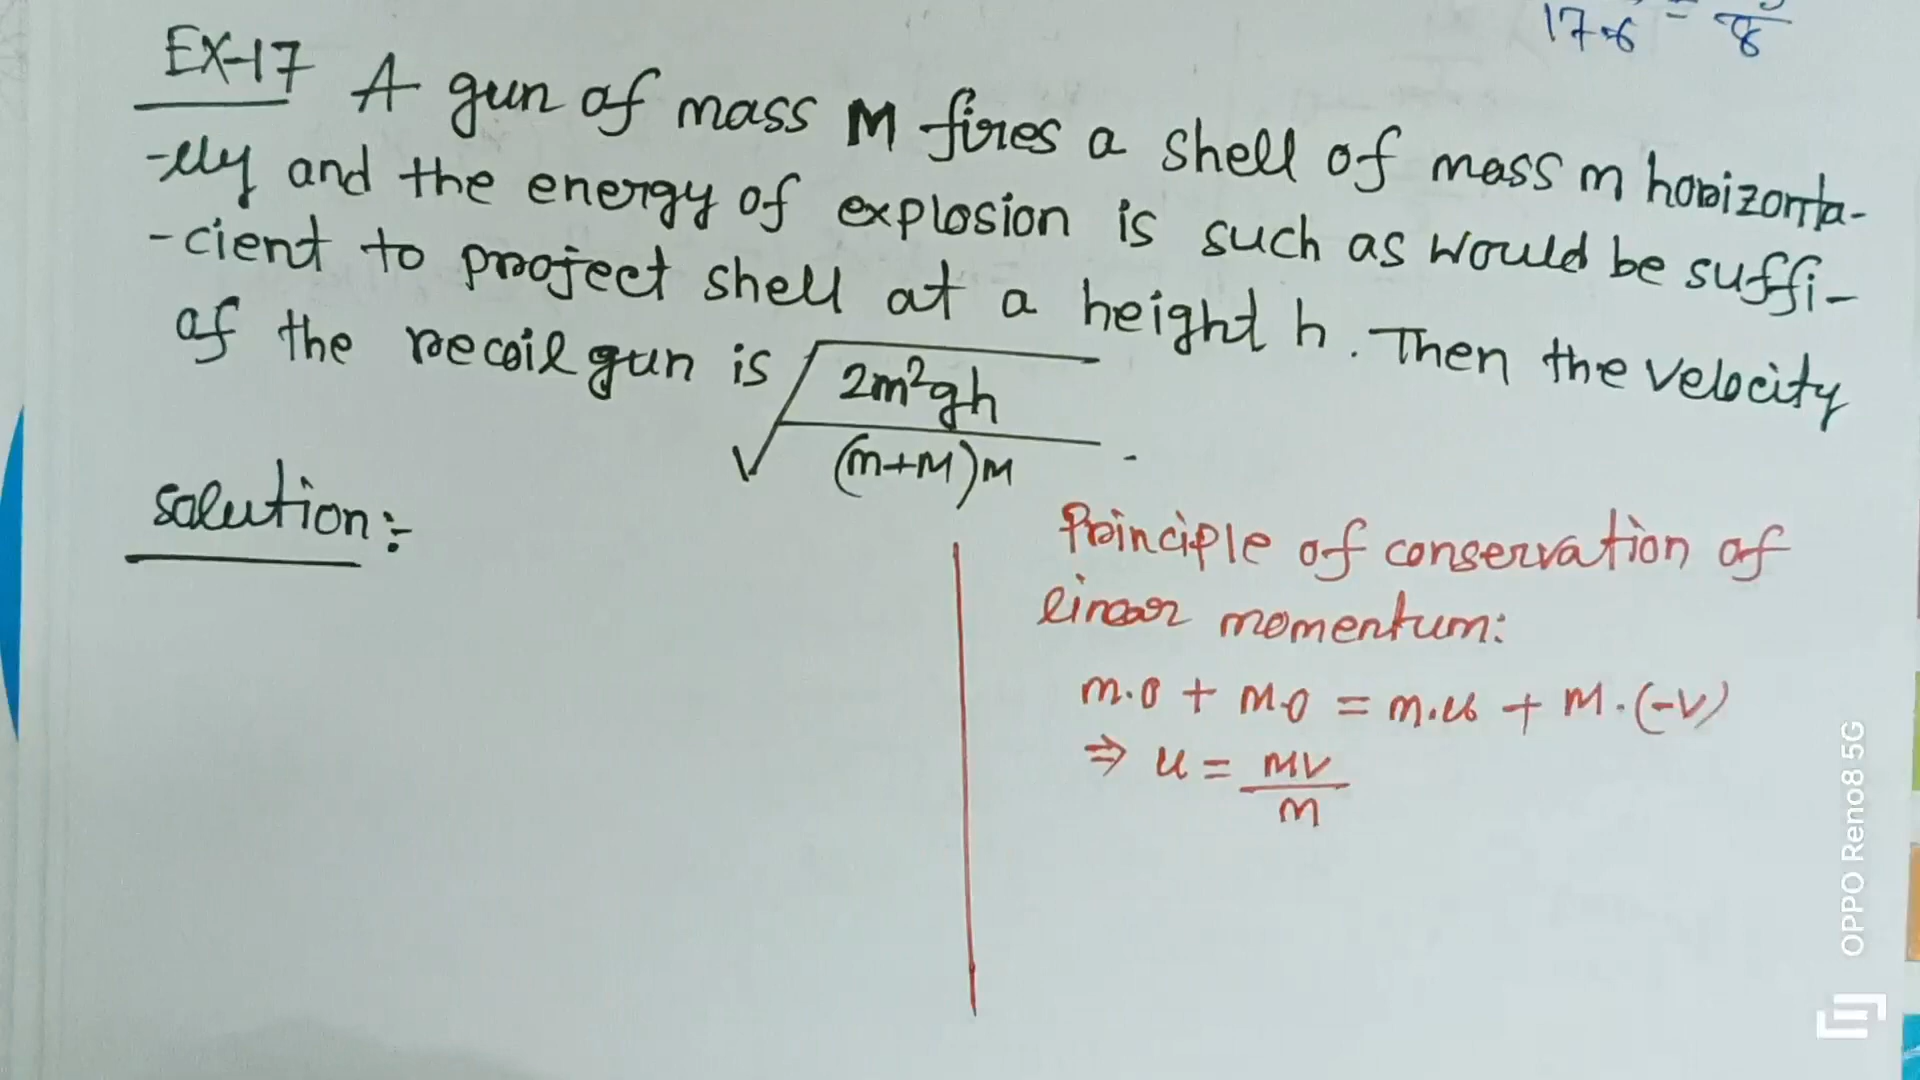 17.6 = 8
EX-17 A gun of mass M fires a shell of mass m horizonta-
-lly and the energy of explosion is such as would be suffi-
-cient to project shell at a height h. Then the velocity
of the recoil gun is √(2m²gh / (m+M)M).
Solution:-
Principle of conservation of
linear momentum:
m.0 + M.0 = m.u + M.(-v)
⇒ u = MV/m
OPPO Reno8 5G